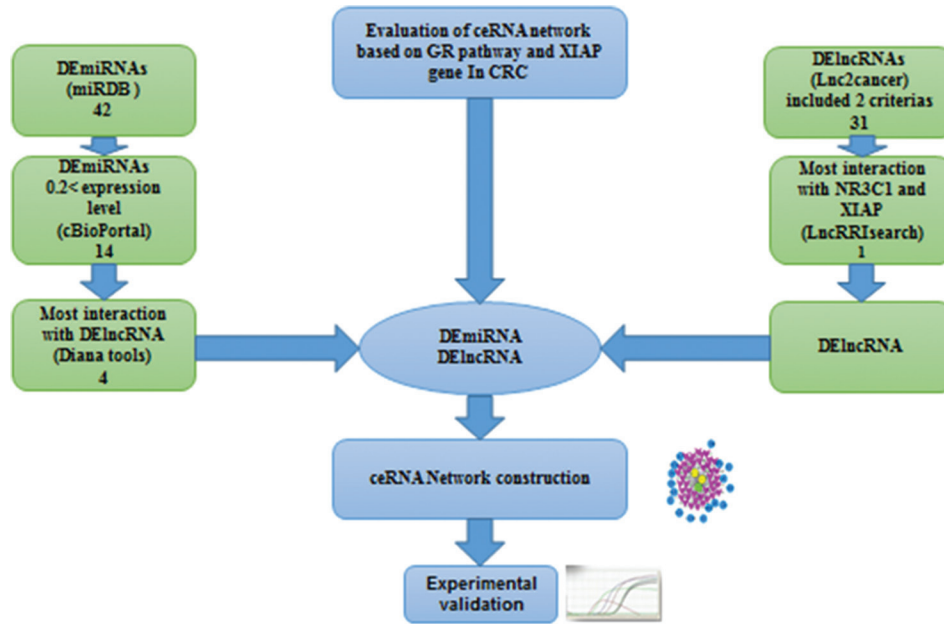 Evaluation of ceRNA network
based on GR pathway and XIAP
gene In CRC
DEmiRNAs
(miRDB )
42
DEmiRNAs
0.2< expression
level
(cBioPortal)
14
Most interaction
with DElncRNA
(Diana tools)
4
DElncRNAs
(Lnc2cancer)
included 2 criterias
31
Most interaction
with NR3C1 and
XIAP
(LncRRIsearch)
1
DElncRNA
DEmiRNA
DElncRNA
ceRNA Network construction
Experimental
validation